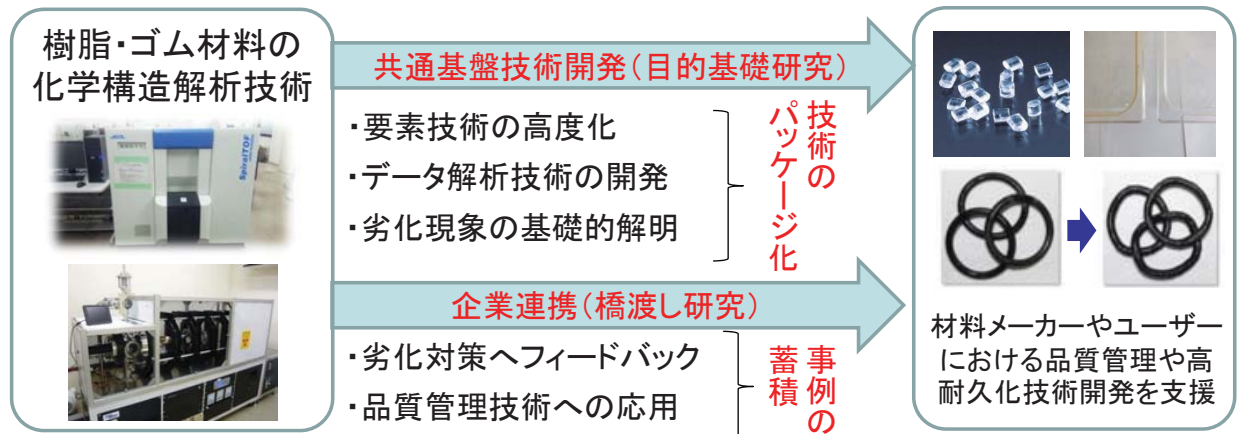 樹脂・ゴム材料の
化学構造解析技術
SpiralTOF
共通基盤技術開発(目的基礎研究)
・要素技術の高度化
・データ解析技術の開発
・劣化現象の基礎的解明
技術の
パッケージ化
企業連携(橋渡し研究)
・劣化対策へフィードバック
・品質管理技術への応用
事例の
蓄積
材料メーカーやユーザー
における品質管理や高
耐久化技術開発を支援